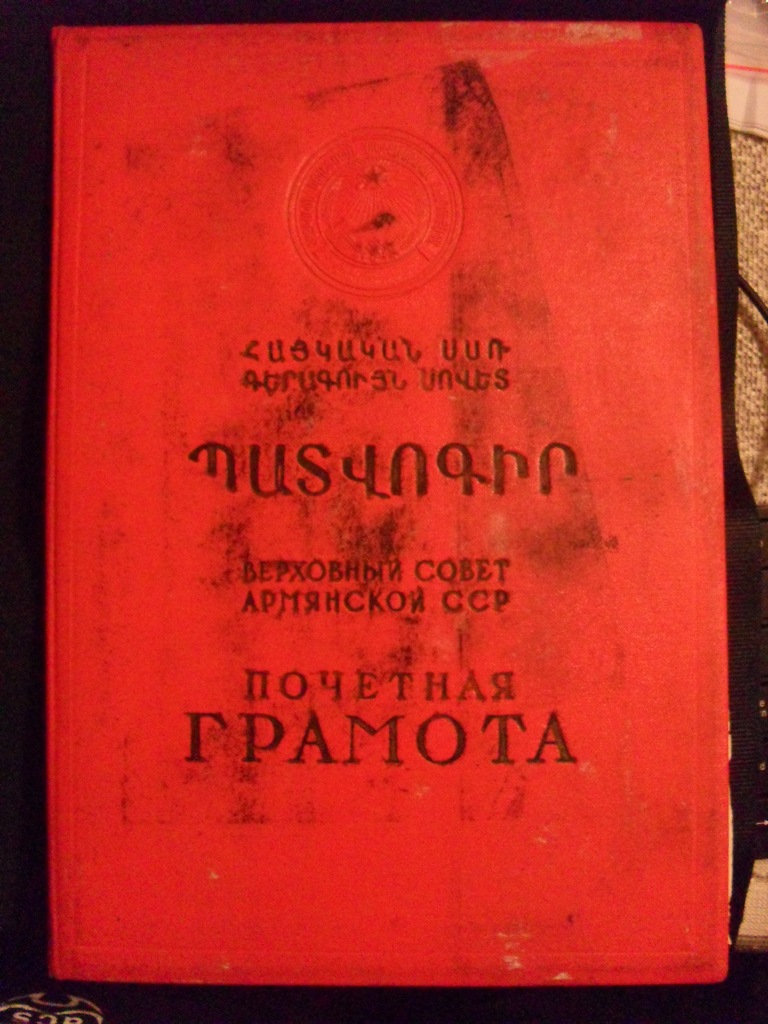 ՀԱՅԿԱԿԱՆ ՍՍՌ
ԳԵՐԱԳՈՒՅՆ ՍՈՎԵՏ
ՊԱՏՎՈԳԻՐ
ВЕРХОВНЫЙ СОВЕТ
АРМЯНСКОЙ ССР
ПОЧЕТНАЯ
ГРАМОТА